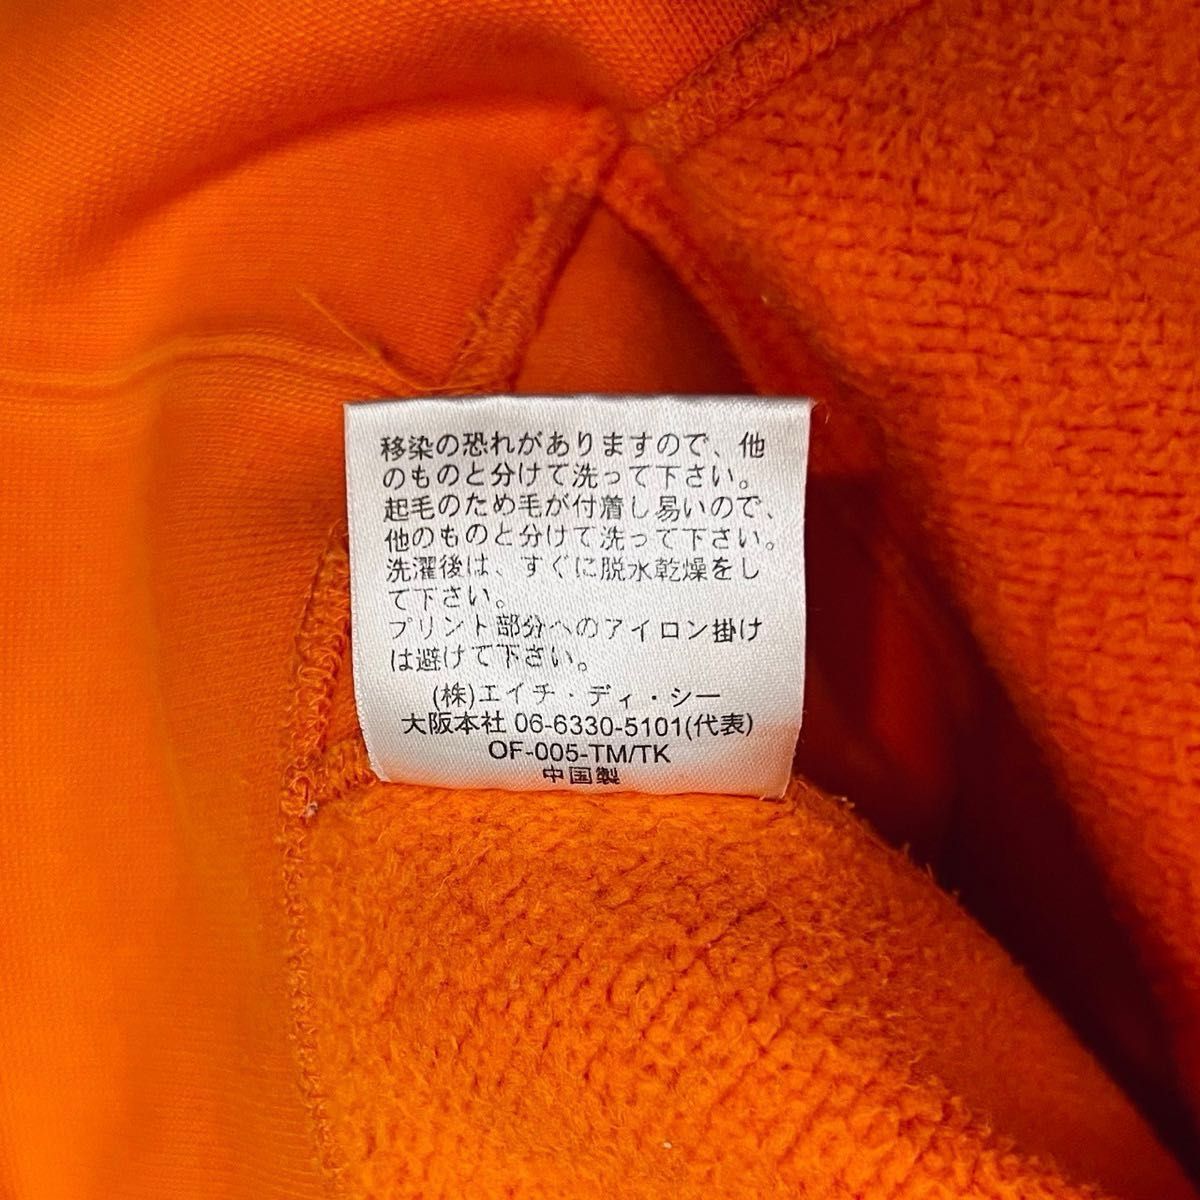 移染の恐れがありますので、他
のものと分けて洗って下さい。
起毛のため毛が付着し易いので、
他のものと分けて洗って下さい。
洗濯後は、すぐに脱水乾燥をし
て下さい。
プリント部分へのアイロン掛け
は避けて下さい。
(株)エイチ・ディ・シー
大阪本社 06-6330-5101(代表)
OF-005-TM/TK
中国製